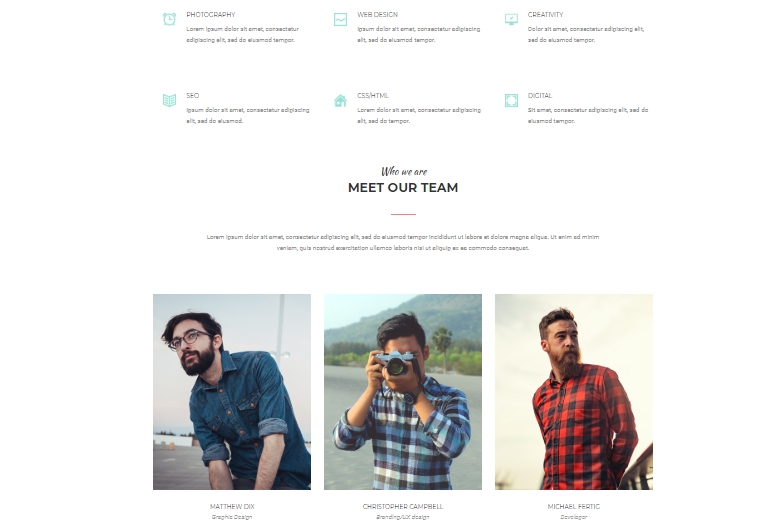 PHOTOGRAPHY
Lorem ipsum dolor sit amet, consectetur
adipiscing elit, sed do eiusmod tempor.
WEB DESIGN
Ipsum dolor sit amet, consectetur adipiscing
elit, sed do eiusmod tempor.
CREATIVITY
Dolor sit amet, consectetur adipiscing elit,
sed do eiusmod tempor.
SEO
Ipsum dolor sit amet, consectetur adipiscing
elit, sed do eiusmod.
CSS/HTML
Lorem dolor sit amet, consectetur adipiscing
elit, sed do tempor.
DIGITAL
Sit amet, consectetur adipiscing elit, sed do
eiusmod tempor.
Who we are
MEET OUR TEAM
Lorem ipsum dolor sit amet, consectetur adipiscing elit, sed do eiusmod tempor incididunt ut labore et dolore magna aliqua. Ut enim ad minim
veniam, quis nostrud exercitation ullamco laboris nisi ut aliquip ex ea commodo consequat.
MATTHEW DIX
Graphic Design
CHRISTOPHER CAMPBELL
Branding/UX design
MICHAEL FERTIG
Developer